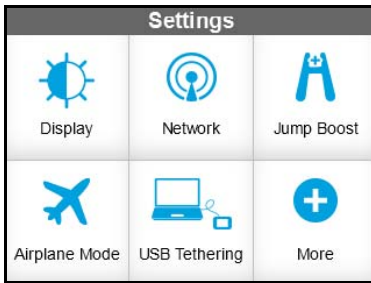 Settings
Display
Network
Jump Boost
Airplane Mode
USB Tethering
More